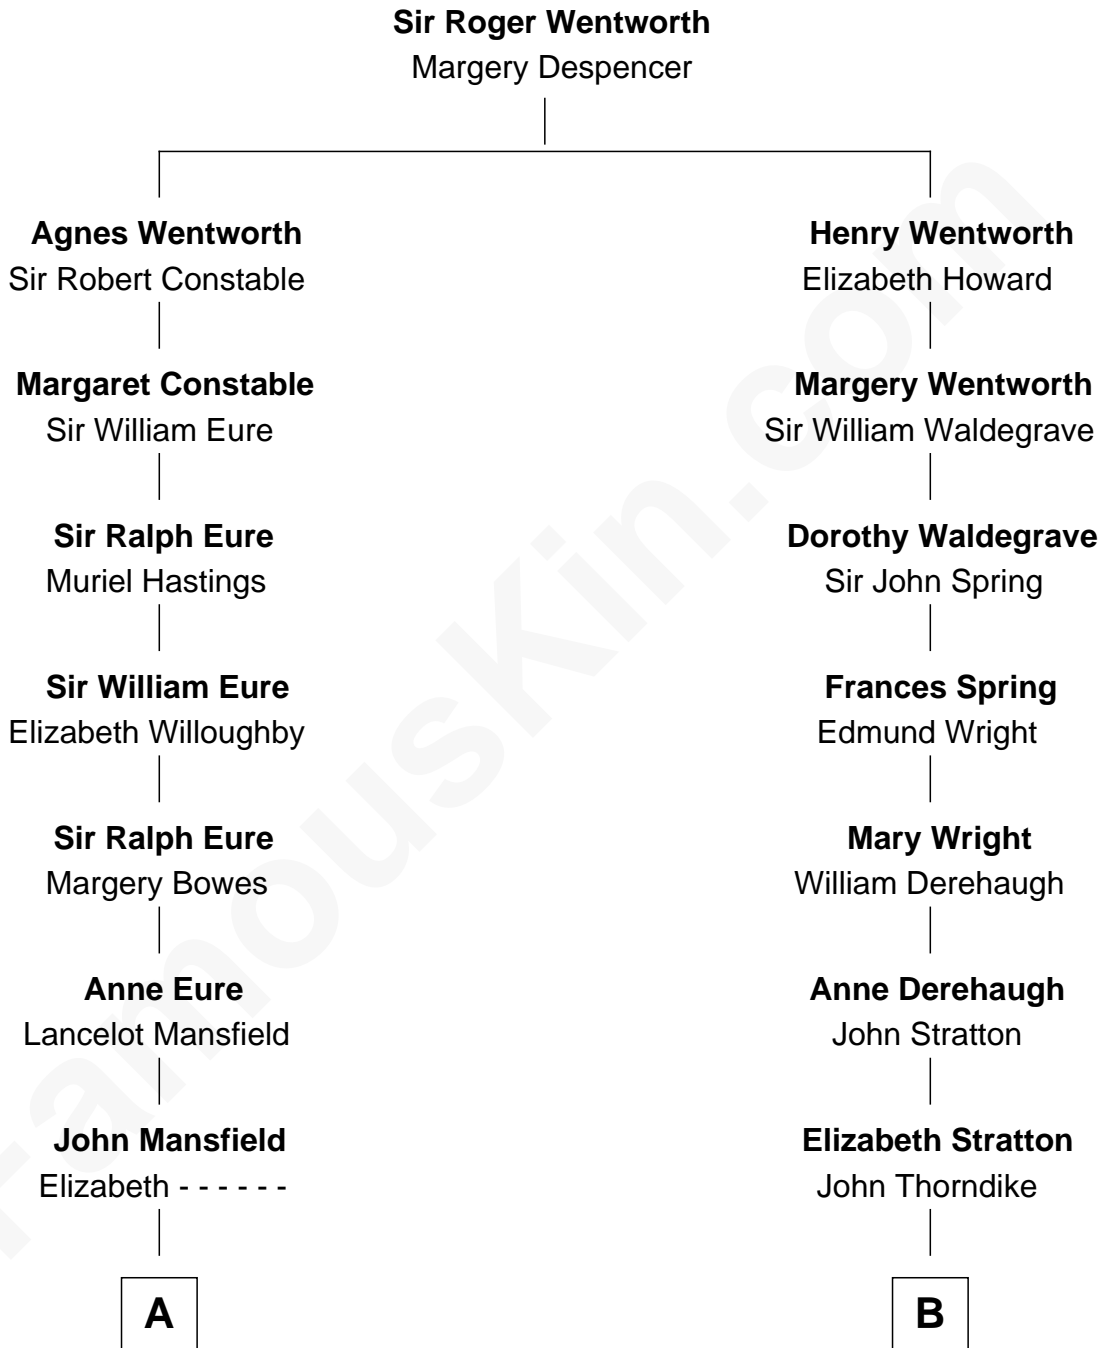 Sir Roger Wentworth
Margery Despencer
Agnes Wentworth
Sir Robert Constable
Henry Wentworth
Elizabeth Howard
Margaret Constable
Sir William Eure
Margery Wentworth
Sir William Waldegrave
Sir Ralph Eure
Muriel Hastings
Dorothy Waldegrave
Sir John Spring
Sir William Eure
Elizabeth Willoughby
Frances Spring
Edmund Wright
Sir Ralph Eure
Margery Bowes
Mary Wright
William Derehaugh
Anne Eure
Lancelot Mansfield
Anne Derehaugh
John Stratton
John Mansfield
Elizabeth - - - - - -
Elizabeth Stratton
John Thorndike
A
B
FamousKin.com